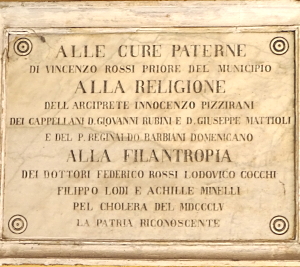 ALLE CURE PATERNE
DI VINCENZO ROSSI PRIORE DEL MUNICIPIO
ALLA RELIGIONE
DELL ARCIPRETE INNOCENZO PIZZIRANI
DEI CAPPELLANI D. GIOVANNI RUBINI E D. GIUSEPPE MATTIOLI
E DEL P. REGINALDO BARBIANI DOMENICANO
ALLA FILANTROPIA
DEI DOTTORI FEDERICO ROSSI LODOVICO COCCHI
FILIPPO LODI E ACHILLE MINELLI
PEL CHOLERA DEL MDCCCLV
LA PATRIA RICONOSCENTE